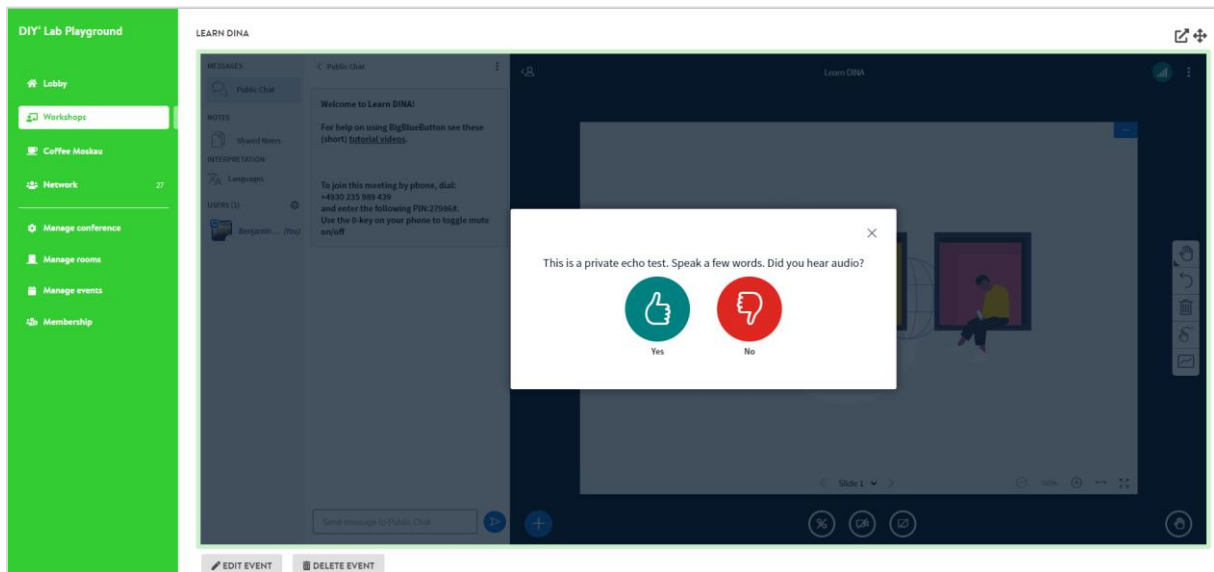 DIY' Lab Playground
Lobby
Workshops
Coffee Moskau
Network 27
Manage conference
Manage rooms
Manage events
Membership
LEARN DINA
MESSAGES
Public Chat
NOTES
Shared Notes
INTERPRETATION
Languages
USERS (1)
Benjamin... (You)
Public Chat
Welcome to Learn DINA!
For help on using BigBlueButton see these
(short) tutorial videos.
To join this meeting by phone, dial:
+4930 235 989 439
and enter the following PIN:27986#.
Use the 0-key on your phone to toggle mute
on/off
Send message to Public Chat
Learn DINA
This is a private echo test. Speak a few words. Did you hear audio?
Yes
No
Slide 1
EDIT EVENT
DELETE EVENT